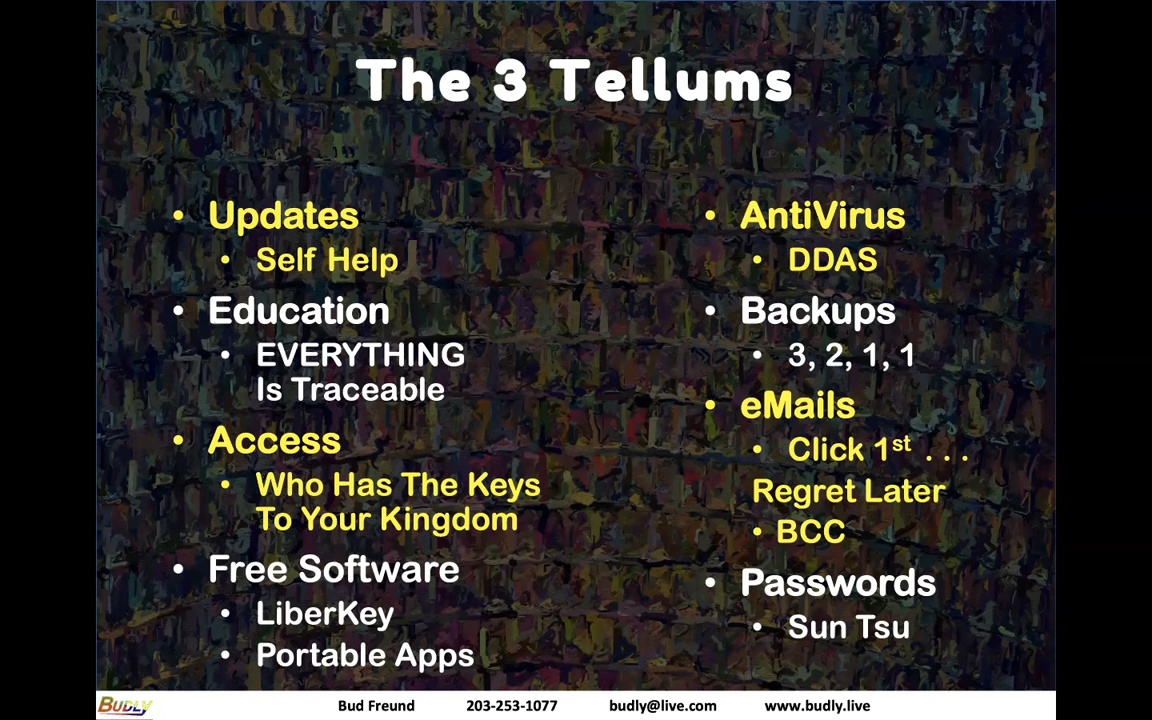 The 3 Tellums
• Updates
• Self Help
• Education
• EVERYTHING
Is Traceable
• Access
• Who Has The Keys
To Your Kingdom
• Free Software
• LiberKey
• Portable Apps
• AntiVirus
• DDAS
• Backups
• 3, 2, 1, 1
• eMails
• Click 1st . . .
Regret Later
• BCC
• Passwords
• Sun Tsu
BUDLY
Bud Freund 203-253-1077 budly@live.com www.budly.live